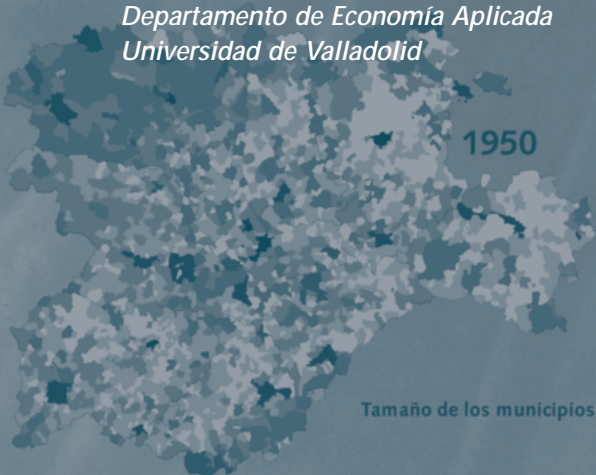 Departamento de Economía Aplicada
Universidad de Valladolid
1950
Tamaño de los municipios